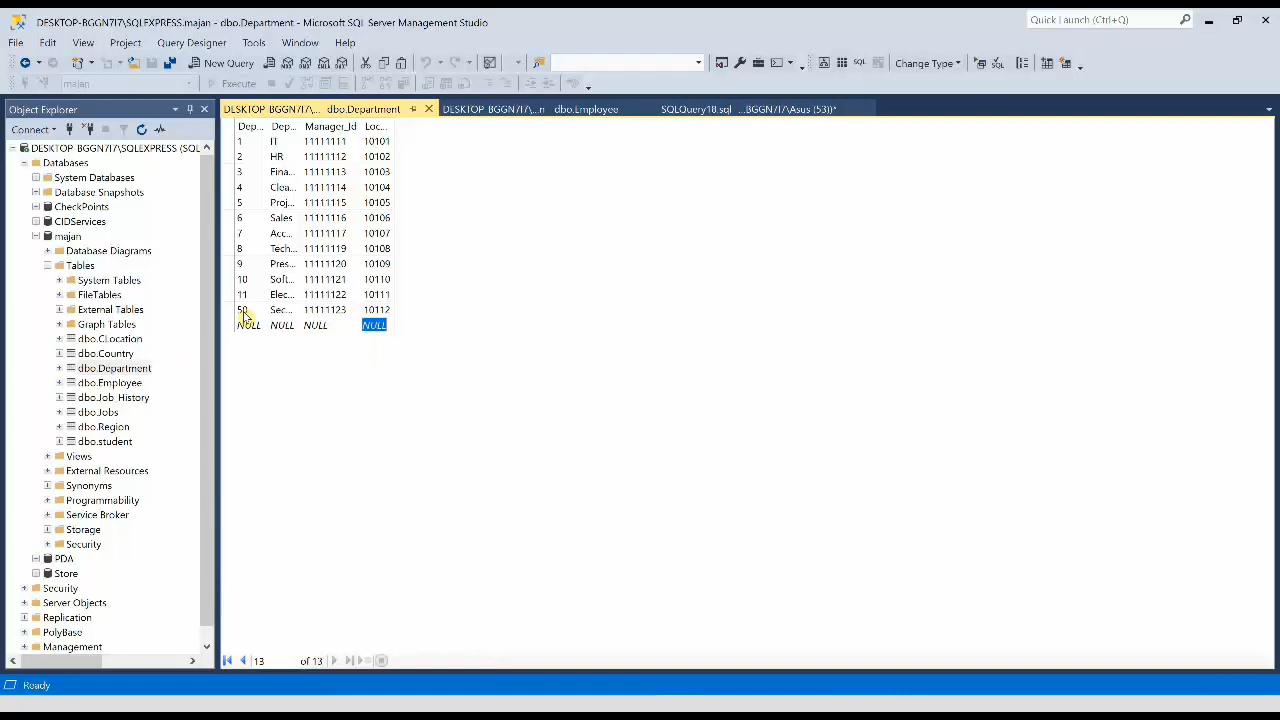 DESKTOP-BGGN7I7\SQLEXPRESS.majan - dbo.Department - Microsoft SQL Server Management Studio
Quick Launch (Ctrl+Q)
File Edit View Project Query Designer Tools Window Help
New Query
Change Type
majan Execute
Object Explorer
DESKTOP-BGGN7I7\... dbo.Department
DESKTOP-BGGN7I7\...n dbo.Employee
SQLQuery18.sql ...BGGN7I7\Asus (53))*
Connect
DESKTOP-BGGN7I7\SQLEXPRESS (SQL
Databases
System Databases
Database Snapshots
CheckPoints
CIDServices
majan
Database Diagrams
Tables
System Tables
FileTables
External Tables
Graph Tables
dbo.CLocation
dbo.Country
dbo.Department
dbo.Employee
dbo.Job_History
dbo.Jobs
dbo.Region
dbo.student
Views
External Resources
Synonyms
Programmability
Service Broker
Storage
Security
PDA
Store
Security
Server Objects
Replication
PolyBase
Management
Dep... Dep... Manager_Id Loc...
1 IT 11111111 10101
2 HR 11111112 10102
3 Fina... 11111113 10103
4 Clea... 11111114 10104
5 Proj... 11111115 10105
6 Sales 11111116 10106
7 Acc... 11111117 10107
8 Tech... 11111119 10108
9 Pres... 11111120 10109
10 Soft... 11111121 10110
11 Elec... 11111122 10111
50 Sec... 11111123 10112
NULL NULL NULL NULL
13 of 13
Ready